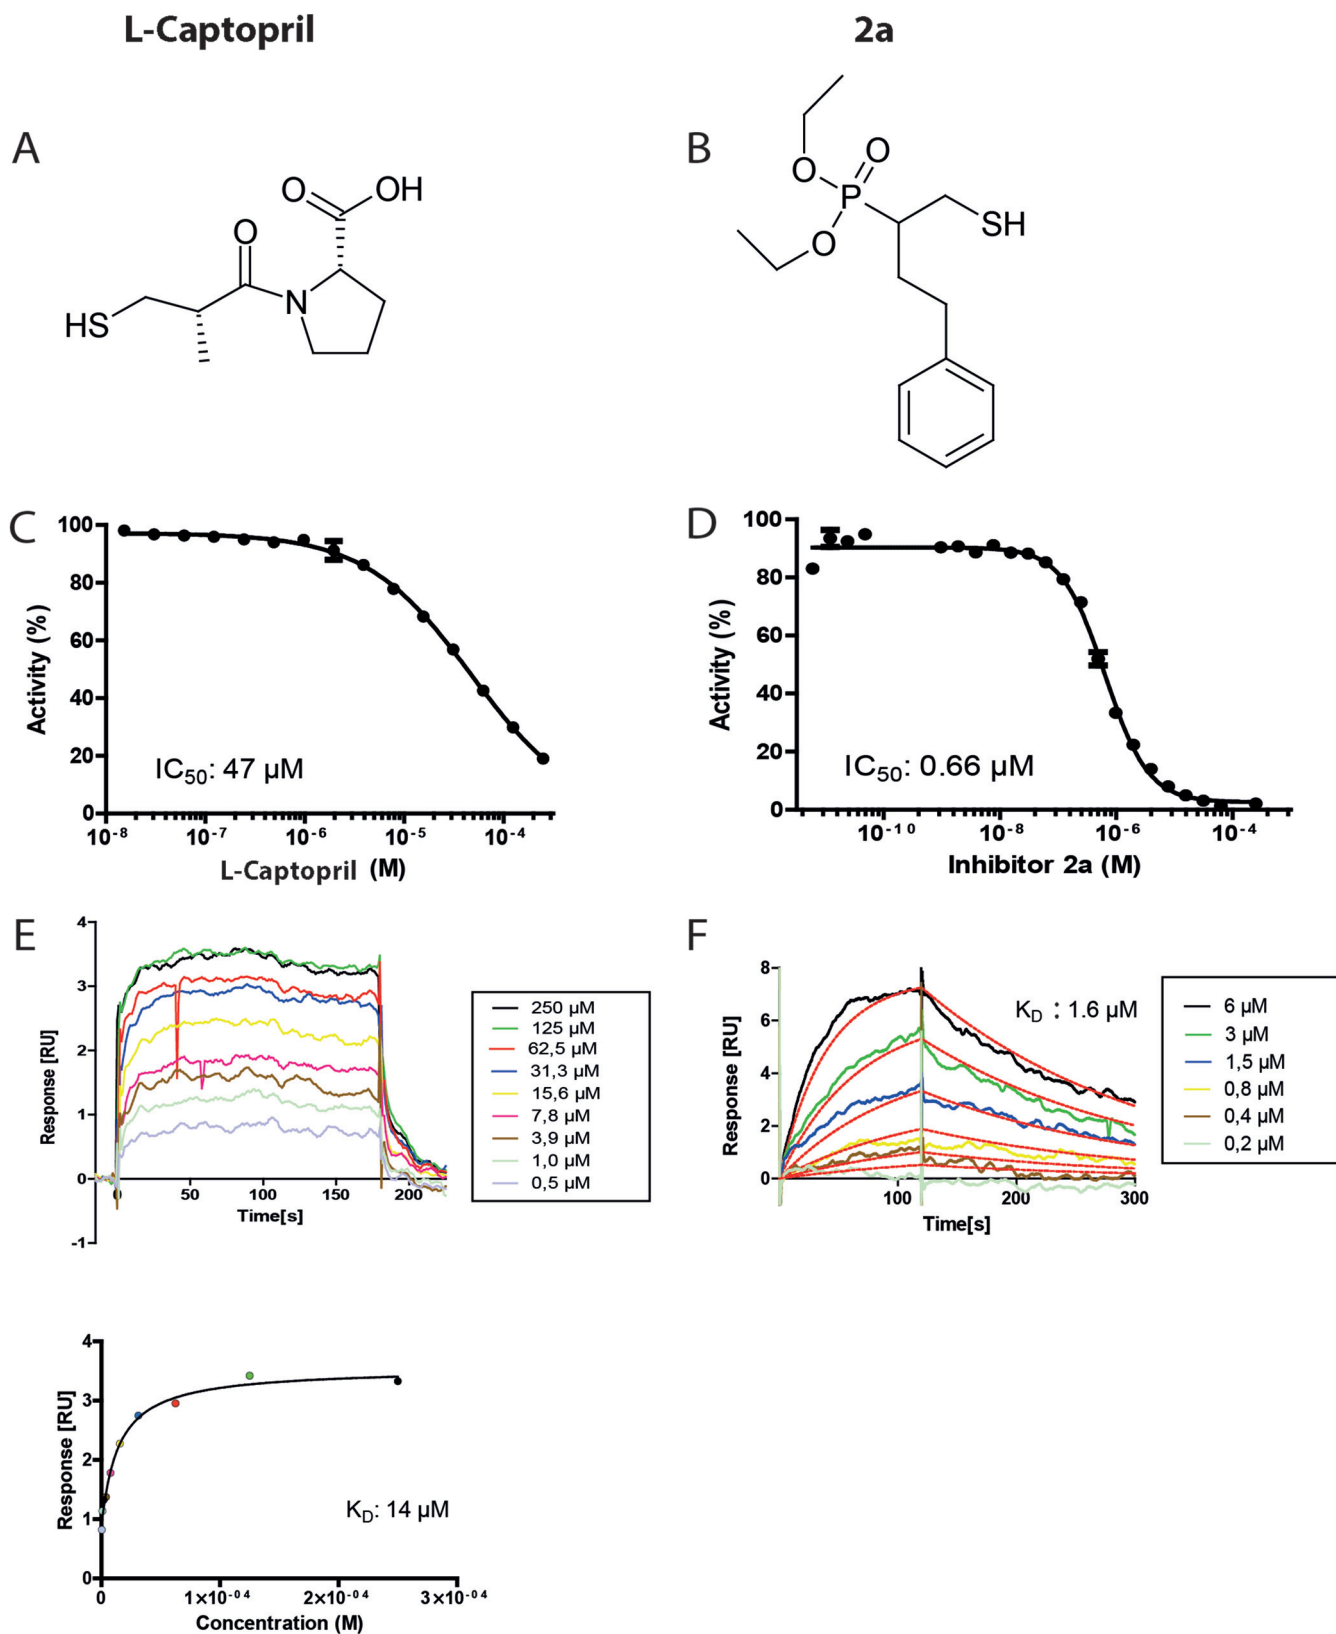 L-Captopril
2a
A
O
OH
O
HS
N
B
O
O
P
SH
O
C
100
80
60
40
20
0
Activity (%)
IC50: 47 µM
10-8
10-7
10-6
10-5
10-4
L-Captopril (M)
D
100
80
60
40
20
0
Activity (%)
IC50: 0.66 µM
10-10
10-8
10-6
10-4
Inhibitor 2a (M)
E
4
3
2
1
0
-1
Response [RU]
0
50
100
150
200
Time[s]
250 µM
125 µM
62,5 µM
31,3 µM
15,6 µM
7,8 µM
3,9 µM
1,0 µM
0,5 µM
F
8
6
4
2
0
Response [RU]
KD : 1.6 µM
100
200
300
Time[s]
6 µM
3 µM
1,5 µM
0,8 µM
0,4 µM
0,2 µM
4
3
2
1
0
Response [RU]
KD: 14 µM
0
1×10-04
2×10-04
3×10-04
Concentration (M)